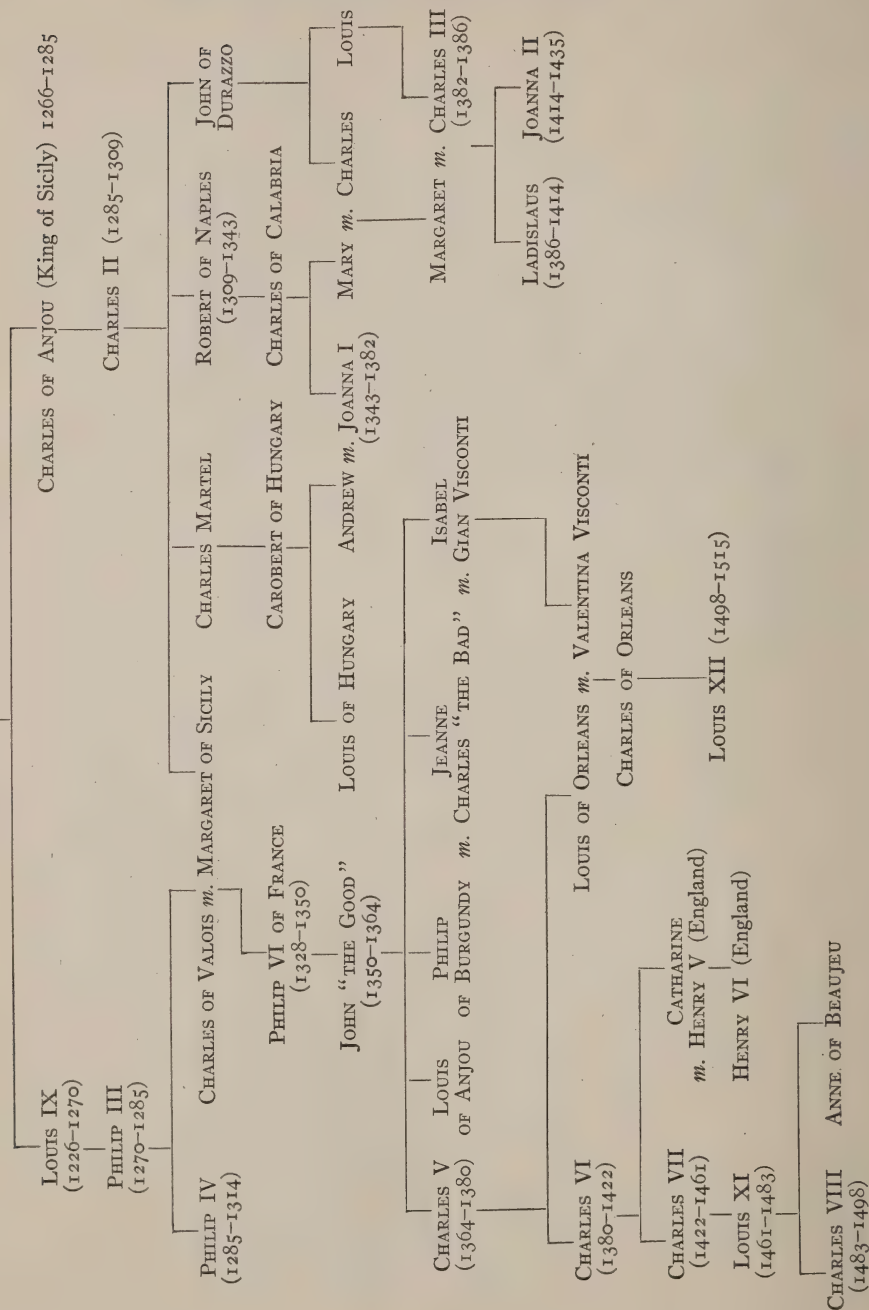 CHARLES OF ANJOU (King of Sicily) 1266–1285
LOUIS IX
(1226–1270)
CHARLES II (1285–1309)
PHILIP III
(1270–1285)
PHILIP IV
(1285–1314)
CHARLES OF VALOIS m. MARGARET OF SICILY
CHARLES MARTEL
ROBERT OF NAPLES
(1309–1343)
JOHN OF
DURAZZO
PHILIP VI OF FRANCE
(1328–1350)
CAROBERT OF HUNGARY
CHARLES OF CALABRIA
JOHN “THE GOOD”
(1350–1364)
LOUIS OF HUNGARY
ANDREW m. JOANNA I
(1343–1382)
MARY m. CHARLES
LOUIS
CHARLES V
(1364–1380)
LOUIS
OF ANJOU
PHILIP
OF BURGUNDY
JEANNE
m. CHARLES “THE BAD”
ISABEL
m. GIAN VISCONTI
MARGARET m. CHARLES III
(1382–1386)
LADISLAUS
(1386–1414)
JOANNA II
(1414–1435)
CHARLES VI
(1380–1422)
LOUIS OF ORLEANS m. VALENTINA VISCONTI
CHARLES OF ORLEANS
CHARLES VII
(1422–1461)
CATHARINE
m. HENRY V (England)
LOUIS XII (1498–1515)
LOUIS XI
(1461–1483)
HENRY VI (England)
CHARLES VIII
(1483–1498)
ANNE OF BEAUJEU